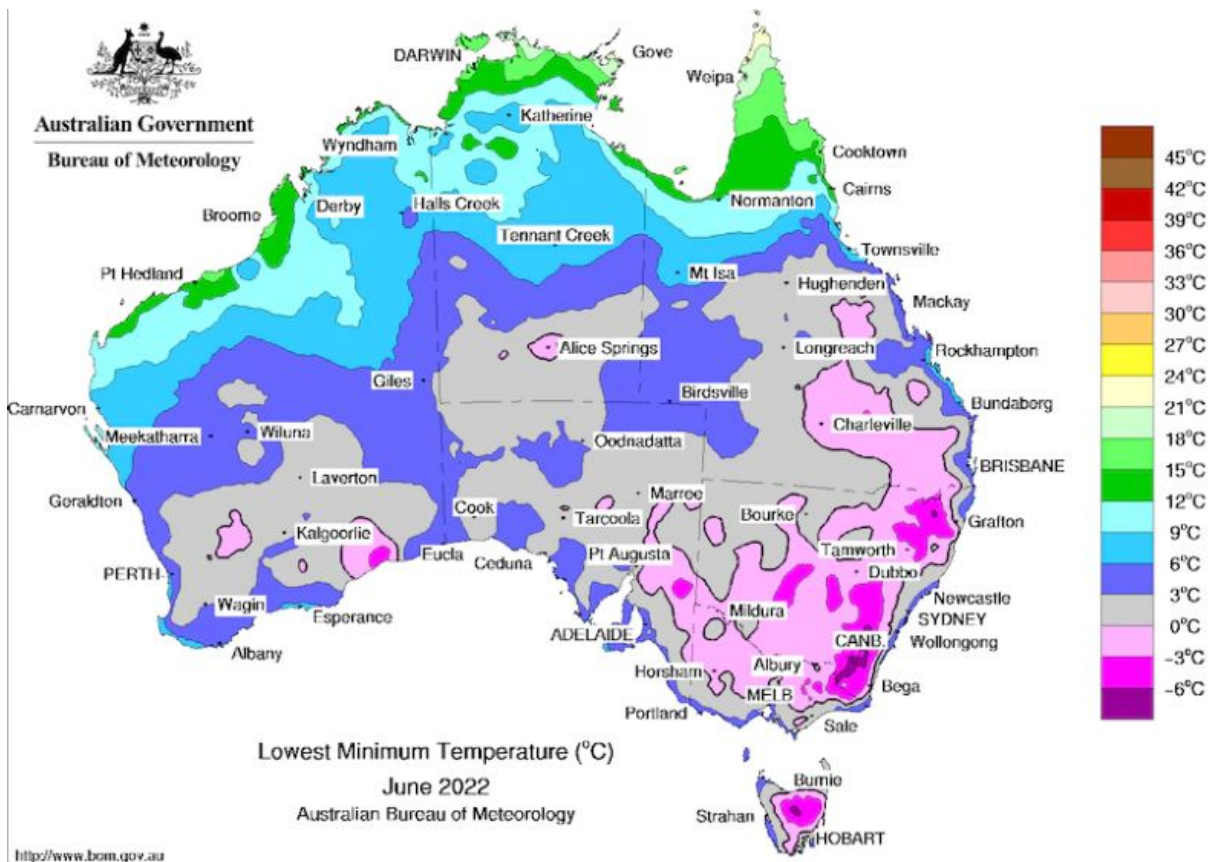 Australian Government
Bureau of Meteorology
DARWIN
Gove
Weipa
Katherine
Wyndham
Cooktown
Cairns
Broome
Derby
Halls Creek
Normanton
Tennant Creek
Townsville
Pt Hedland
Mt Isa
Hughenden
Mackay
Alice Springs
Longreach
Rockhampton
Giles
Birdsville
Carnarvon
Bundaberg
Meekatharra
Wiluna
Charleville
Oodnadatta
BRISBANE
Laverton
Geraldton
Marree
Cook
Tarcoola
Bourke
Grafton
Kalgoorlie
Eucla
Ceduna
Pt Augusta
Tamworth
PERTH
Dubbo
Wagin
Esperance
Mildura
Newcastle
SYDNEY
ADELAIDE
CANB.
Wollongong
Albany
Horsham
Albury
MELB
Bega
Portland
Sale
Burnie
Strahan
HOBART
45°C
42°C
39°C
36°C
33°C
30°C
27°C
24°C
21°C
18°C
15°C
12°C
9°C
6°C
3°C
0°C
-3°C
-6°C
Lowest Minimum Temperature (°C)
June 2022
Australian Bureau of Meteorology
http://www.bom.gov.au